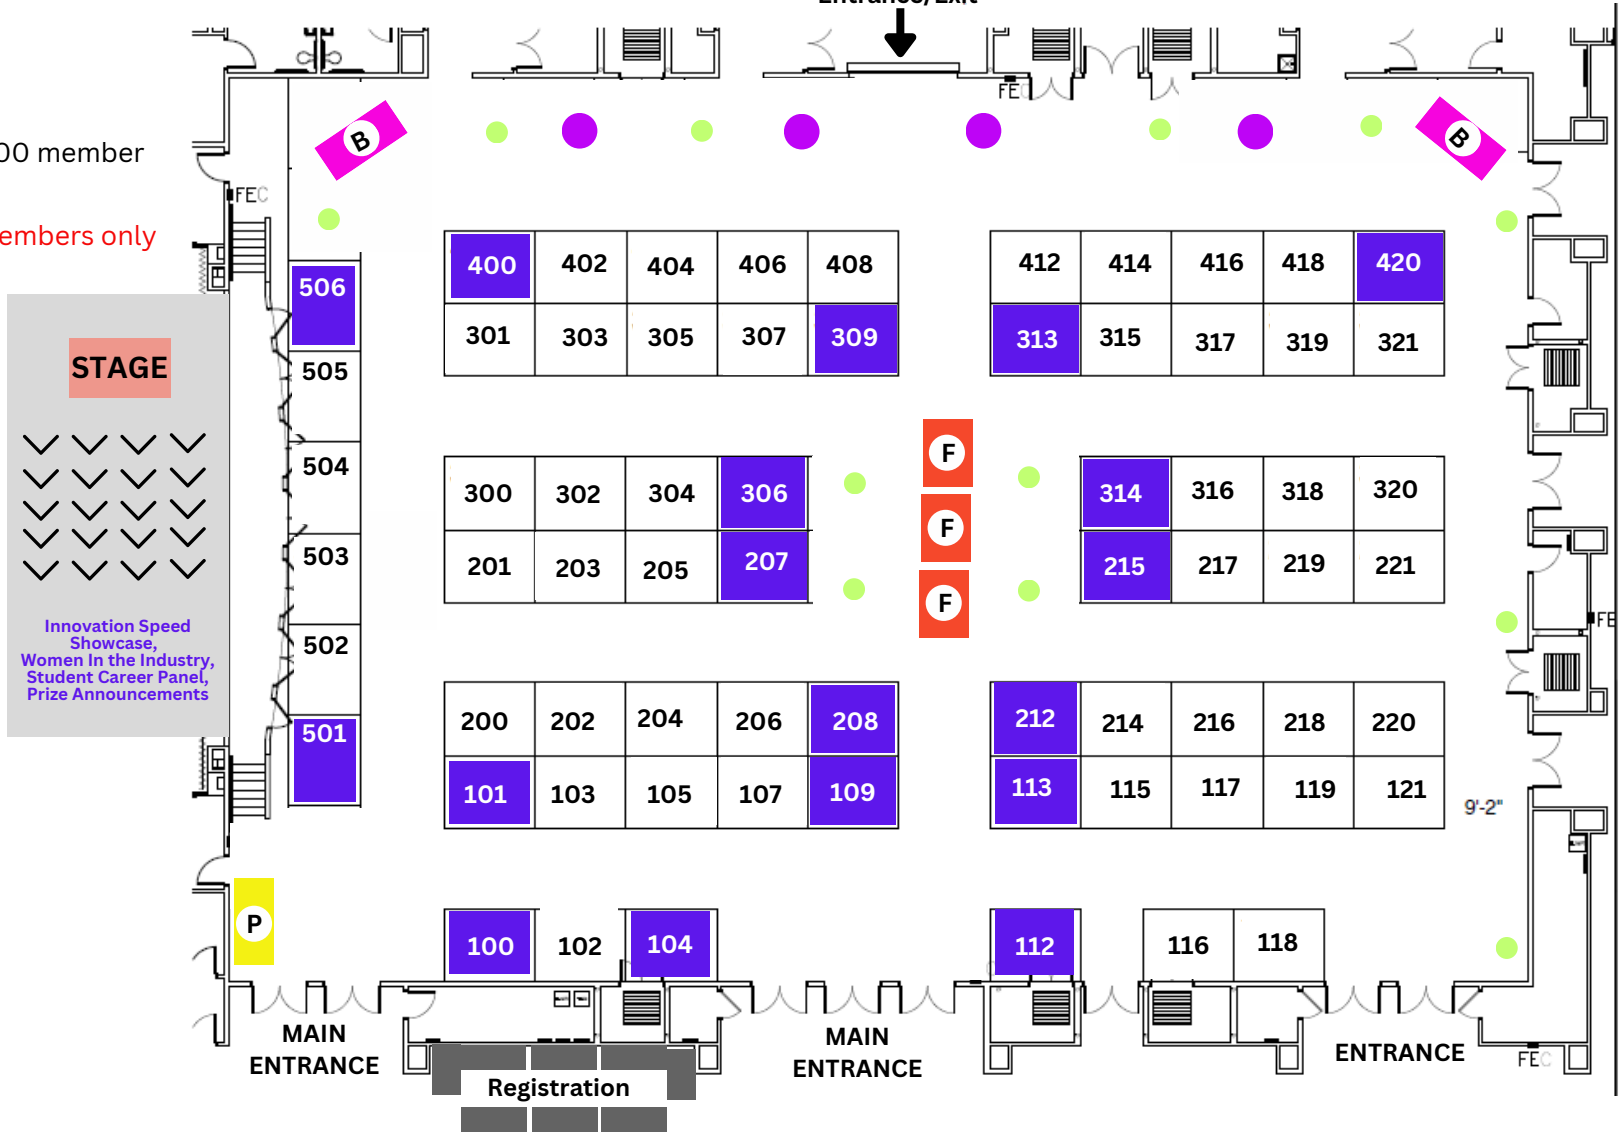 Entrance/Exit
00 member
embers only
FEC
B
B
FEC
400 402 404 406 408
412 414 416 418 420
301 303 305 307 309
313 315 317 319 321
506
505
504
503
502
501
STAGE
Innovation Speed
Showcase,
Women In the Industry,
Student Career Panel,
Prize Announcements
F
F
F
300 302 304 306
314 316 318 320
201 203 205 207
215 217 219 221
FE
200 202 204 206 208
212 214 216 218 220
101 103 105 107 109
113 115 117 119 121
9'-2"
P
100 102 104
112
116 118
MAIN
ENTRANCE
MAIN
ENTRANCE
ENTRANCE
FEC
Registration